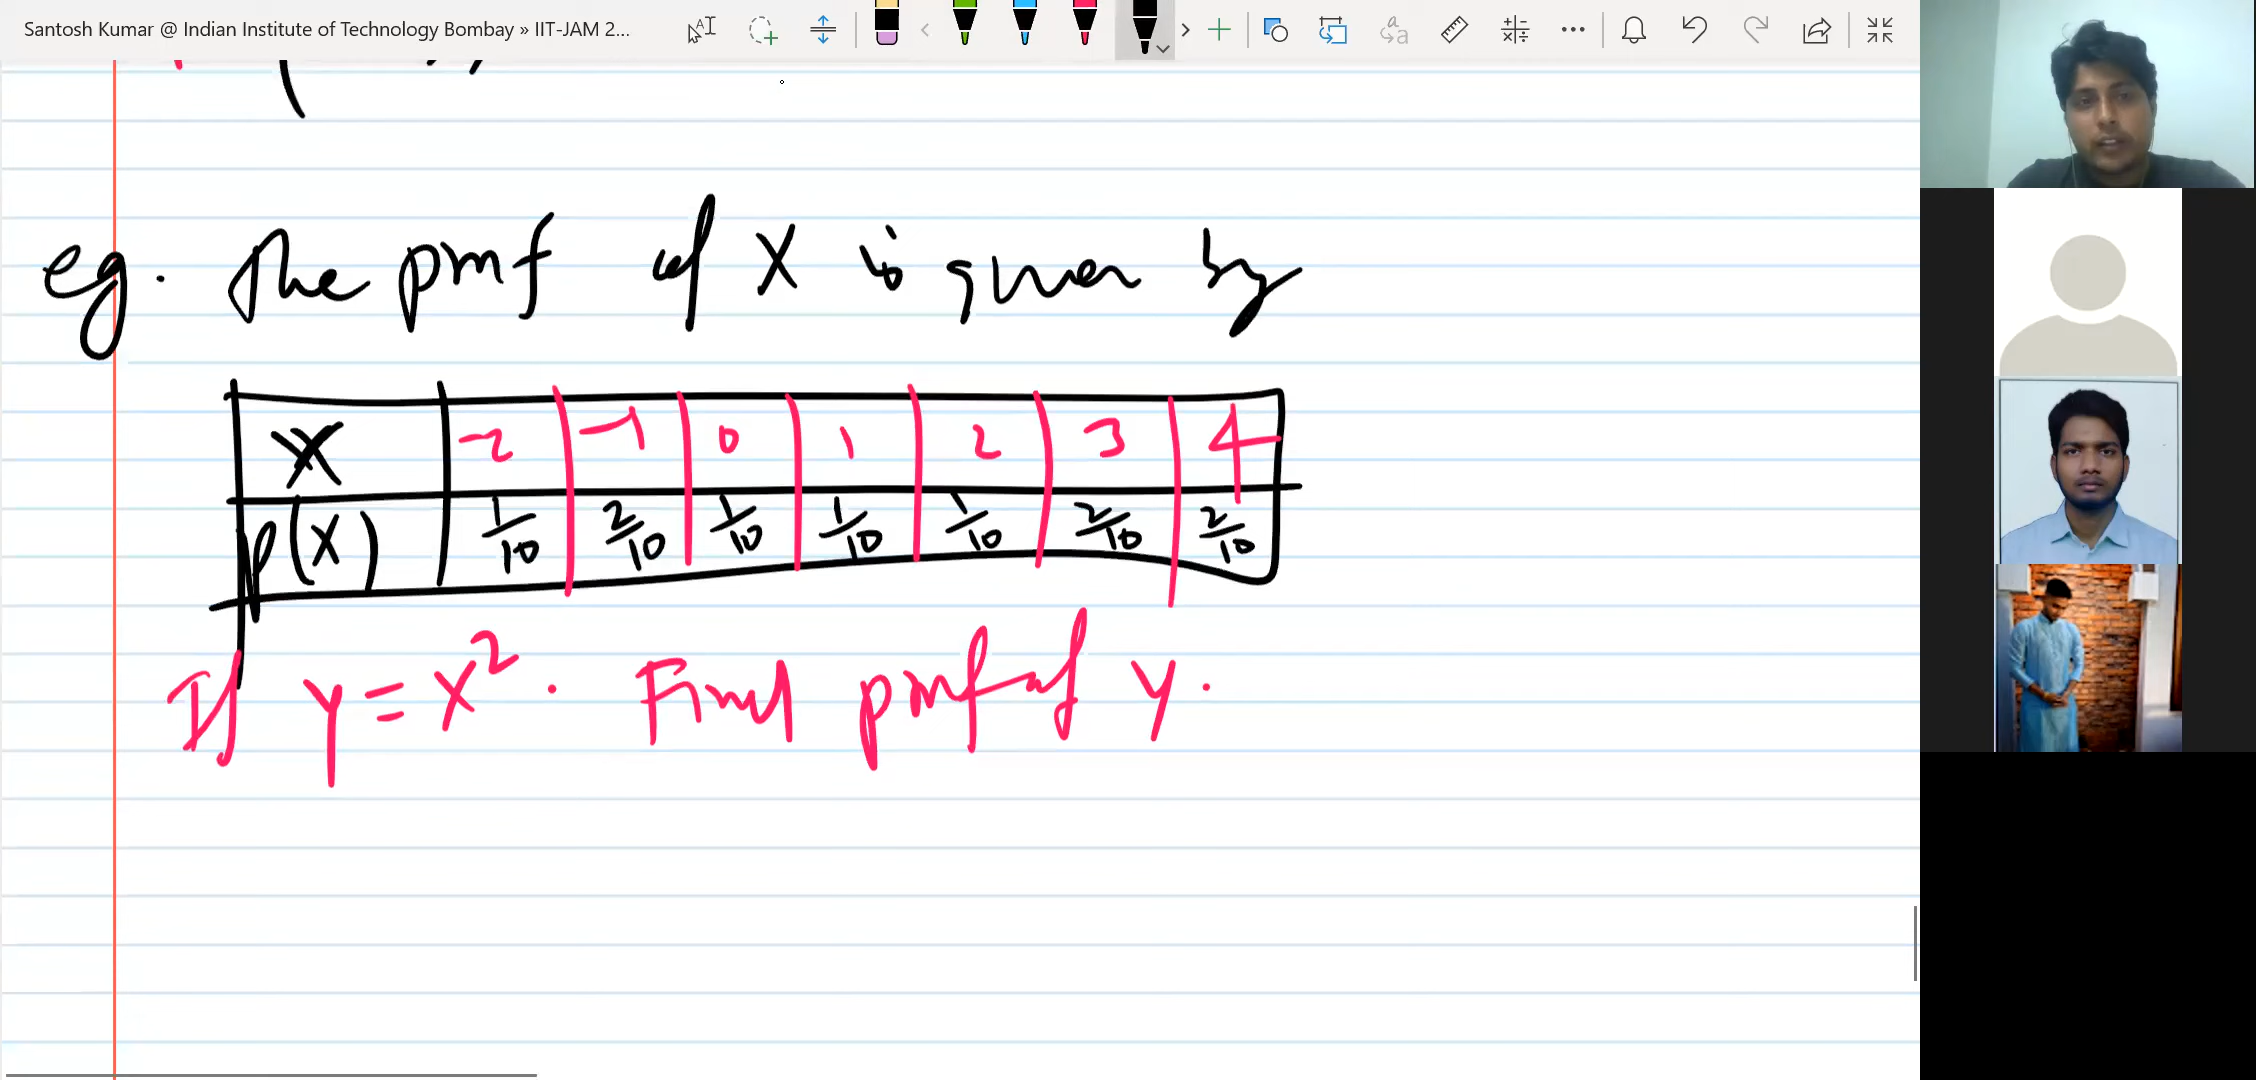 Santosh Kumar @ Indian Institute of Technology Bombay » IIT-JAM 2...
eg. The pmf of X is given by
X -2 -1 0 1 2 3 4
p(X) 1/10 2/10 1/10 1/10 1/10 2/10 2/10
If Y = X². Find pmf of Y.